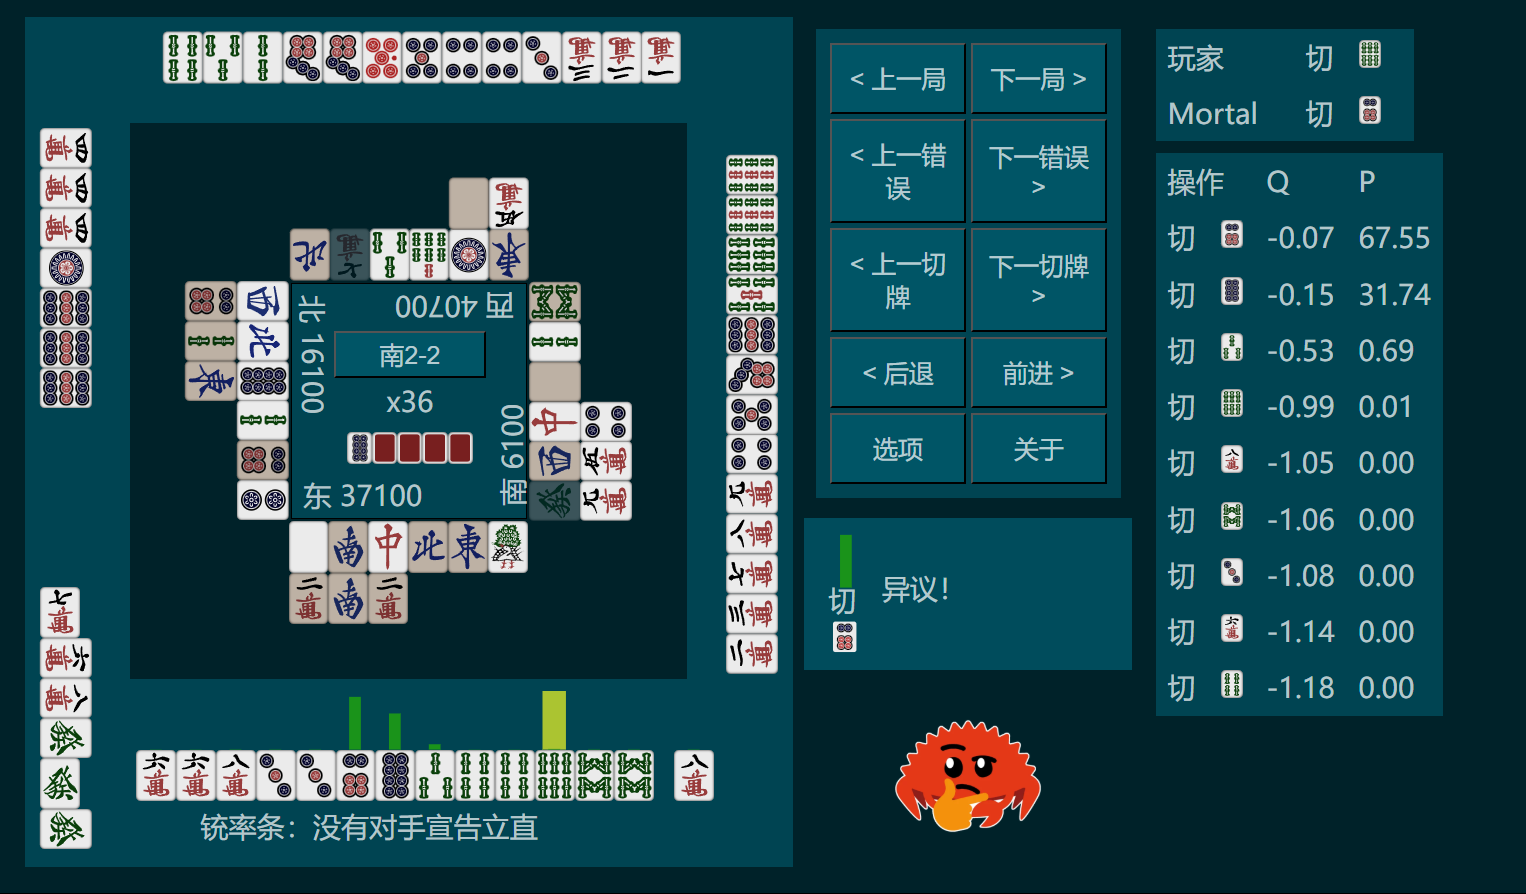 西 40700
北 16100
南 6100
东 37100
南2-2
x36
铳率条：没有对手宣告立直
< 上一局
下一局 >
< 上一错误
下一错误 >
< 上一切牌
下一切牌 >
< 后退
前进 >
选项
关于
切
异议！
玩家 切
Mortal 切
操作 Q P
切 -0.07 67.55
切 -0.15 31.74
切 -0.53 0.69
切 -0.99 0.01
切 -1.05 0.00
切 -1.06 0.00
切 -1.08 0.00
切 -1.14 0.00
切 -1.18 0.00